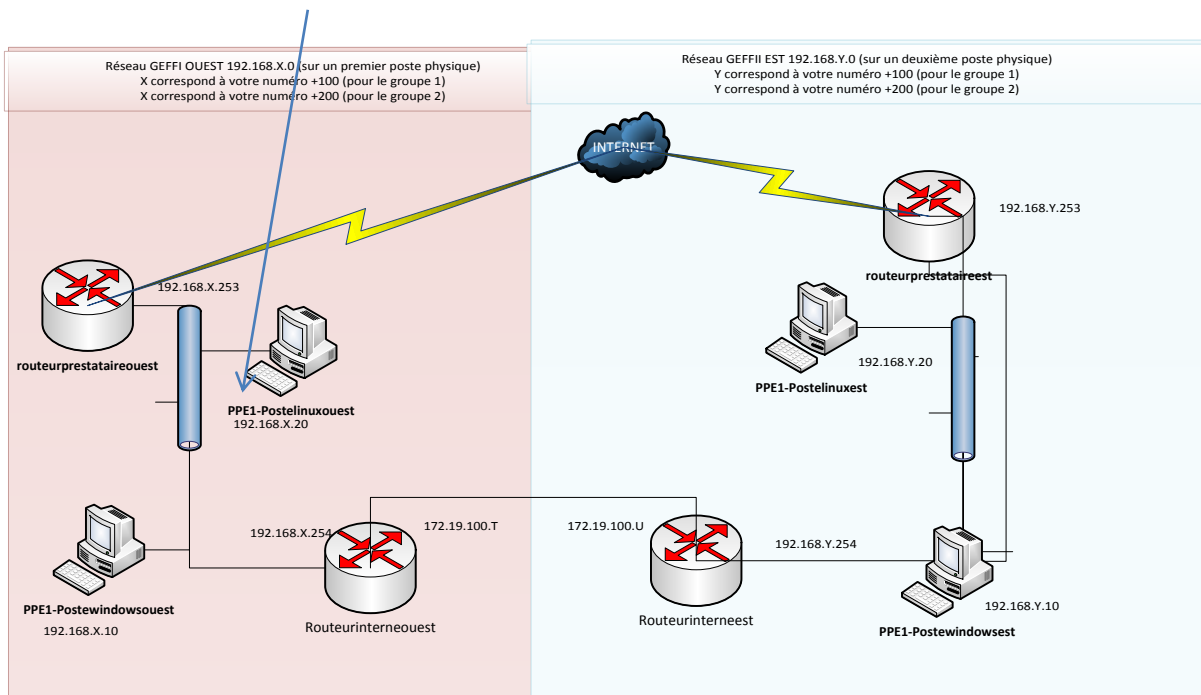 Réseau GEFFI OUEST 192.168.X.0 (sur un premier poste physique)
X correspond à votre numéro +100 (pour le groupe 1)
X correspond à votre numéro +200 (pour le groupe 2)
Réseau GEFFII EST 192.168.Y.0 (sur un deuxième poste physique)
Y correspond à votre numéro +100 (pour le groupe 1)
Y correspond à votre numéro +200 (pour le groupe 2)
INTERNET
192.168.Y.253
routeurprestataireest
192.168.X.253
routeurprestataireouest
PPE1-Postelinuxouest
192.168.X.20
192.168.Y.20
PPE1-Postelinuxest
192.168.X.254
172.19.100.T
172.19.100.U
192.168.Y.254
PPE1-Postewindowsouest
192.168.X.10
Routeurinterneouest
Routeurinterneest
192.168.Y.10
PPE1-Postewindowsest